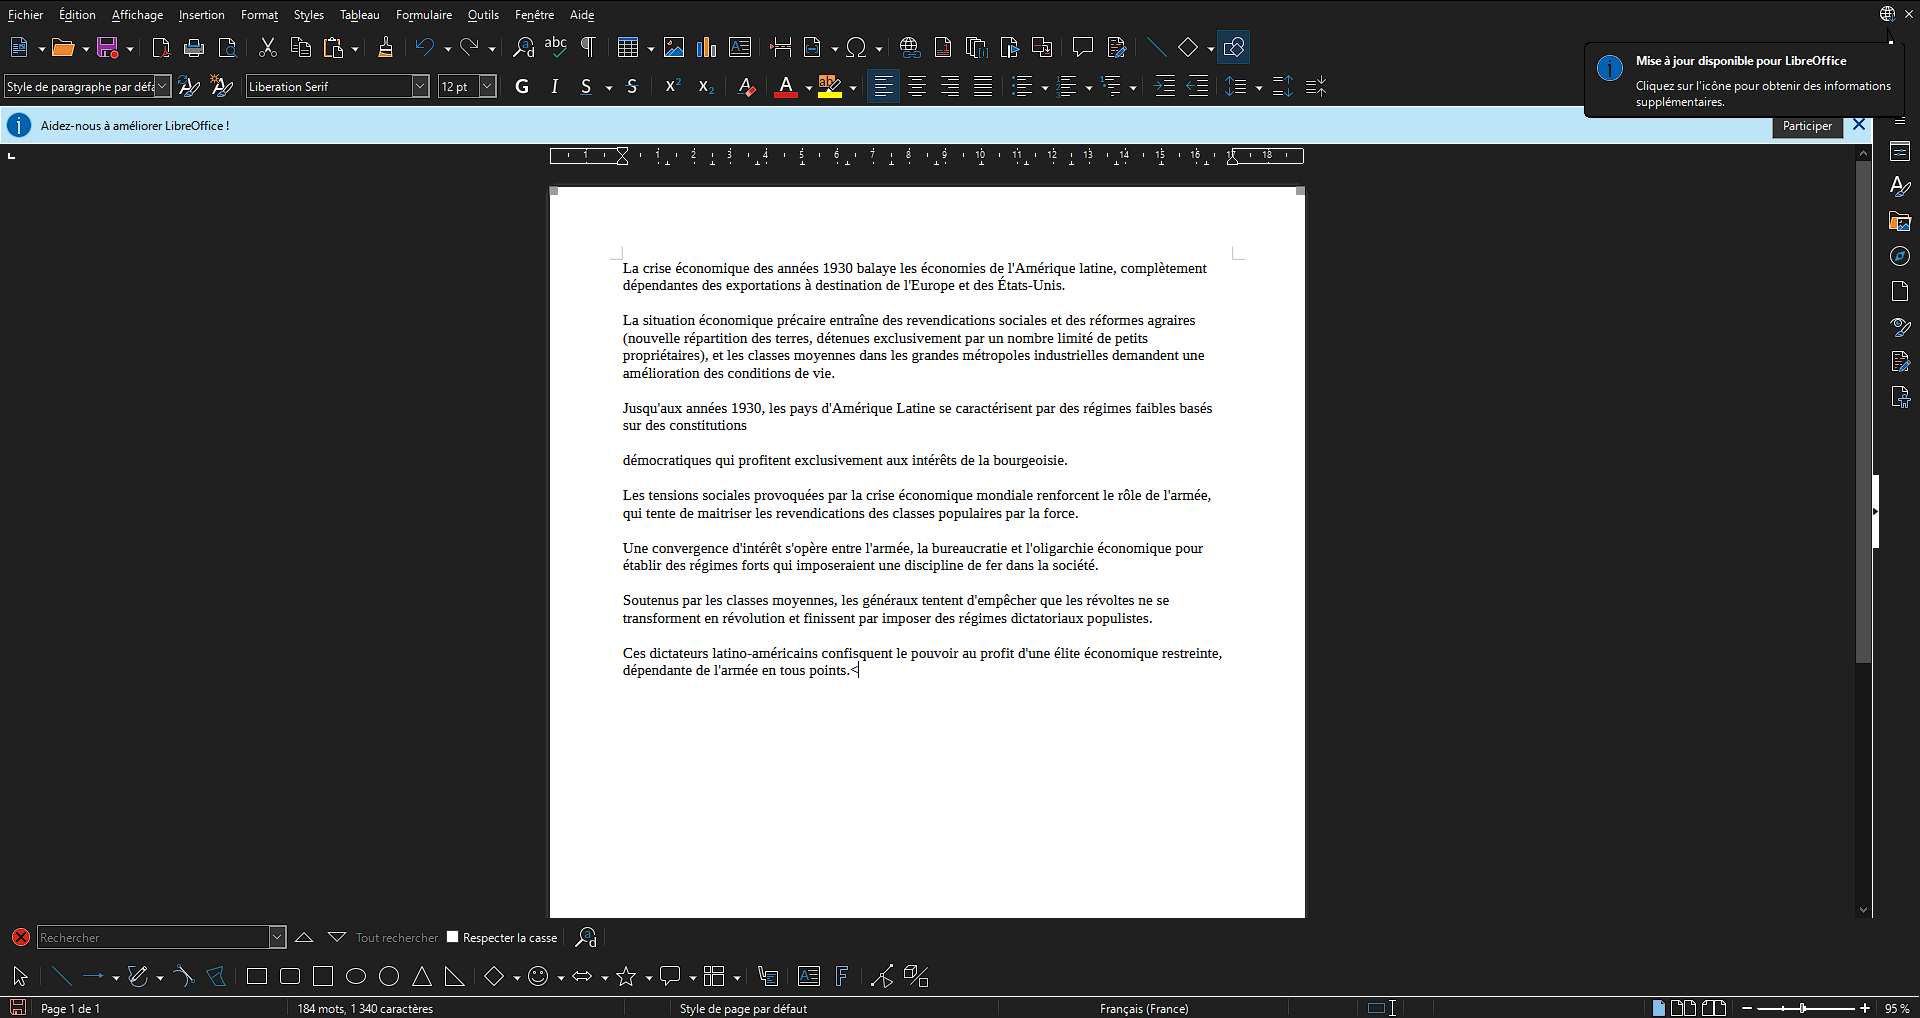 Fichier Édition Affichage Insertion Format Styles Tableau Formulaire Outils Fenêtre Aide
Mise à jour disponible pour LibreOffice
Cliquez sur l'icône pour obtenir des informations
supplémentaires.
Style de paragraphe par défa Liberation Serif 12 pt G I S S x² x₂
Aidez-nous à améliorer LibreOffice ! Participer
1 1 2 3 4 5 6 7 8 9 10 11 12 13 14 15 16 17 18
La crise économique des années 1930 balaye les économies de l'Amérique latine, complètement
dépendantes des exportations à destination de l'Europe et des États-Unis.
La situation économique précaire entraîne des revendications sociales et des réformes agraires
(nouvelle répartition des terres, détenues exclusivement par un nombre limité de petits
propriétaires), et les classes moyennes dans les grandes métropoles industrielles demandent une
amélioration des conditions de vie.
Jusqu'aux années 1930, les pays d'Amérique Latine se caractérisent par des régimes faibles basés
sur des constitutions
démocratiques qui profitent exclusivement aux intérêts de la bourgeoisie.
Les tensions sociales provoquées par la crise économique mondiale renforcent le rôle de l'armée,
qui tente de maitriser les revendications des classes populaires par la force.
Une convergence d'intérêt s'opère entre l'armée, la bureaucratie et l'oligarchie économique pour
établir des régimes forts qui imposeraient une discipline de fer dans la société.
Soutenus par les classes moyennes, les généraux tentent d'empêcher que les révoltes ne se
transforment en révolution et finissent par imposer des régimes dictatoriaux populistes.
Ces dictateurs latino-américains confisquent le pouvoir au profit d'une élite économique restreinte,
dépendante de l'armée en tous points.<
Rechercher Tout rechercher Respecter la casse
Page 1 de 1 184 mots, 1 340 caractères Style de page par défaut Français (France) 95 %